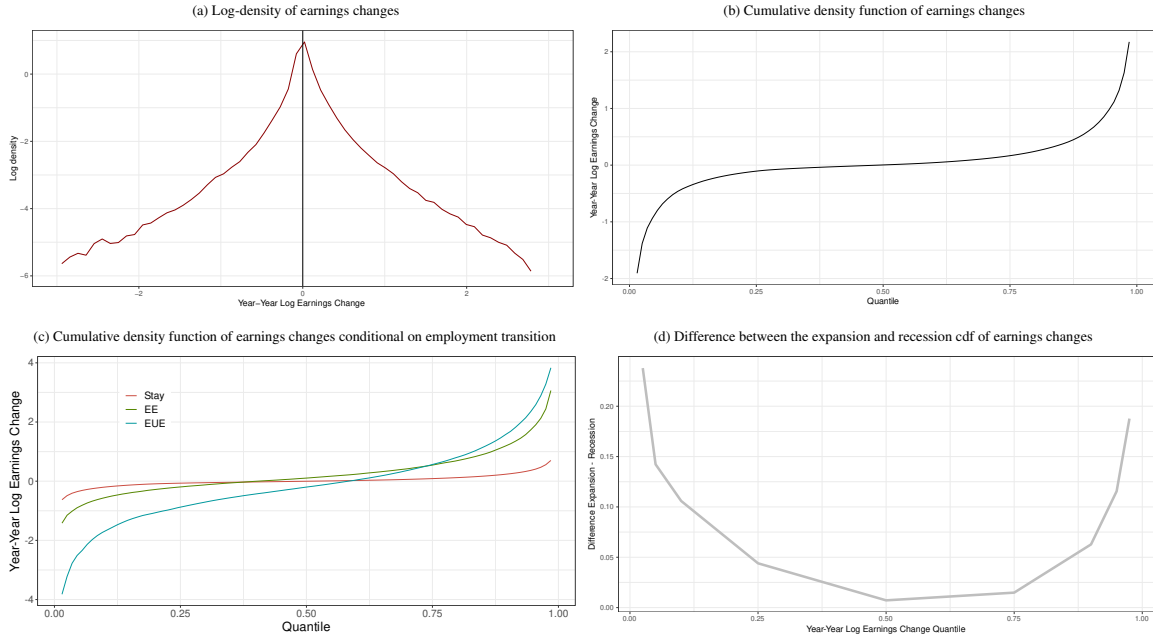 (a) Log-density of earnings changes
0
−2
−4
−6
Log density
−2
0
2
Year−Year Log Earnings Change
(b) Cumulative density function of earnings changes
2
1
0
-1
-2
Year-Year Log Earnings Change
0.00
0.25
0.50
0.75
1.00
Quantile
(c) Cumulative density function of earnings changes conditional on employment transition
4
2
0
-2
-4
Year-Year Log Earnings Change
Stay
EE
EUE
0.00
0.25
0.50
0.75
1.00
Quantile
(d) Difference between the expansion and recession cdf of earnings changes
0.20
0.15
0.10
0.05
0.00
Difference Expansion - Recession
0.00
0.25
0.50
0.75
1.00
Year-Year Log Earnings Change Quantile